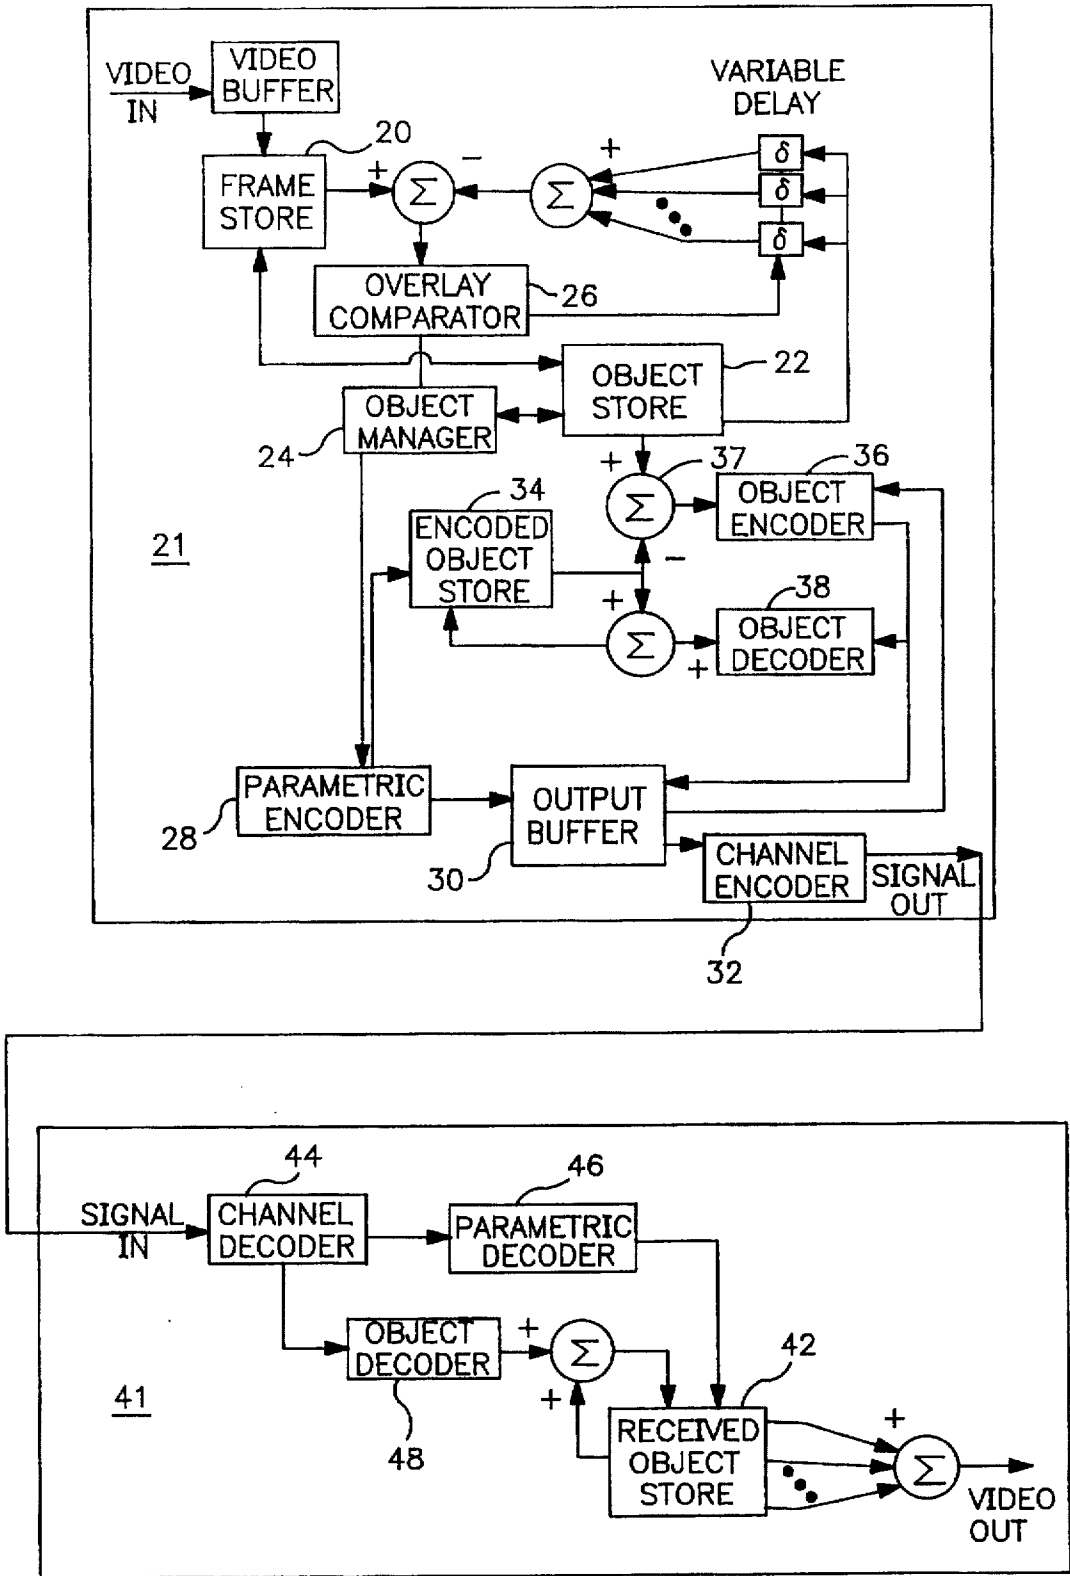 VIDEO
IN
VIDEO
BUFFER
VARIABLE
DELAY
20
FRAME
STORE
+
Σ
−
Σ
+
δ
δ
δ
OVERLAY
COMPARATOR
26
OBJECT
STORE
22
OBJECT
MANAGER
24
+
Σ
37
−
OBJECT
ENCODER
36
ENCODED
OBJECT
STORE
34
21
+
Σ
+
OBJECT
DECODER
38
PARAMETRIC
ENCODER
28
OUTPUT
BUFFER
30
CHANNEL
ENCODER
32
SIGNAL
OUT
SIGNAL
IN
44
CHANNEL
DECODER
46
PARAMETRIC
DECODER
OBJECT
DECODER
48
+
Σ
+
41
42
RECEIVED
OBJECT
STORE
+
Σ
VIDEO
OUT